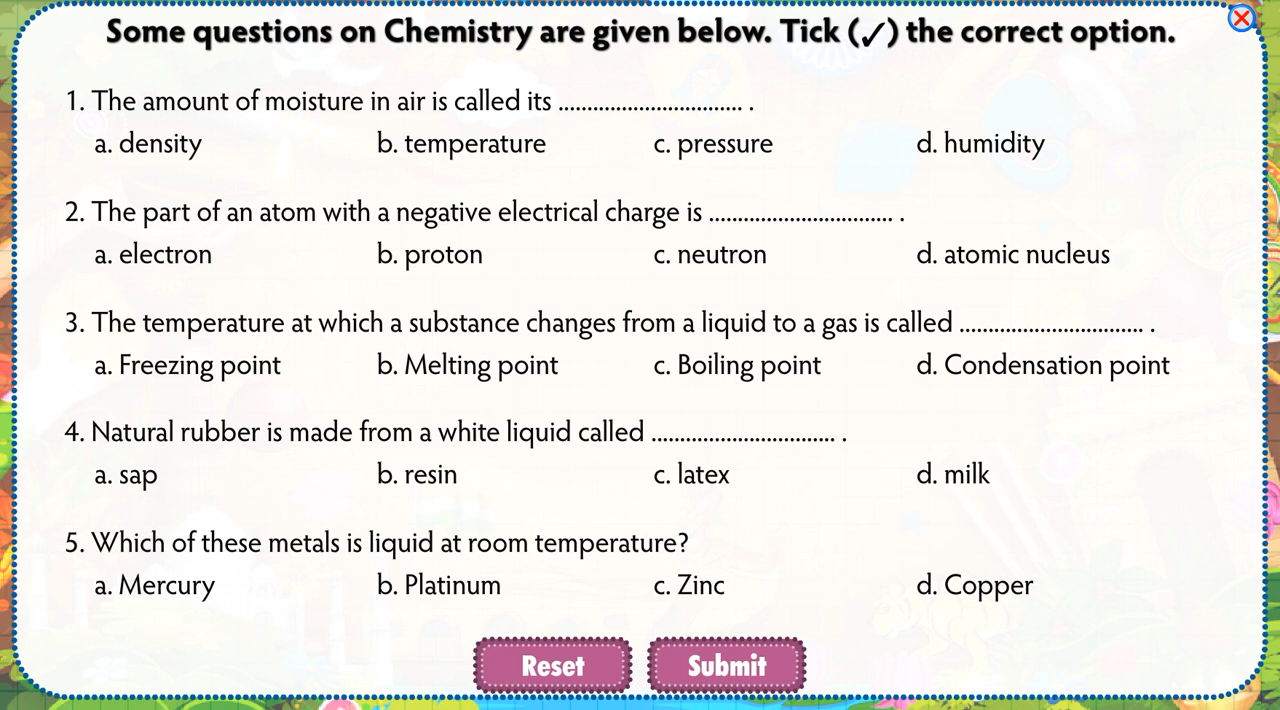 Some questions on Chemistry are given below. Tick (✓) the correct option.
1. The amount of moisture in air is called its ................................ .
a. density b. temperature c. pressure d. humidity
2. The part of an atom with a negative electrical charge is ................................ .
a. electron b. proton c. neutron d. atomic nucleus
3. The temperature at which a substance changes from a liquid to a gas is called ................................ .
a. Freezing point b. Melting point c. Boiling point d. Condensation point
4. Natural rubber is made from a white liquid called ................................ .
a. sap b. resin c. latex d. milk
5. Which of these metals is liquid at room temperature?
a. Mercury b. Platinum c. Zinc d. Copper
Reset Submit